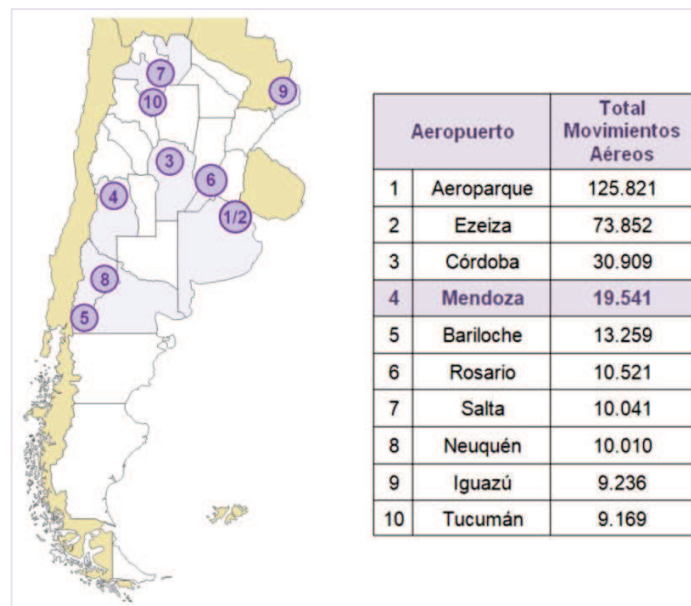 7
10
9
3
6
4
1/2
8
5
Aeropuerto Total Movimientos Aéreos
1 Aeroparque 125.821
2 Ezeiza 73.852
3 Córdoba 30.909
4 Mendoza 19.541
5 Bariloche 13.259
6 Rosario 10.521
7 Salta 10.041
8 Neuquén 10.010
9 Iguazú 9.236
10 Tucumán 9.169